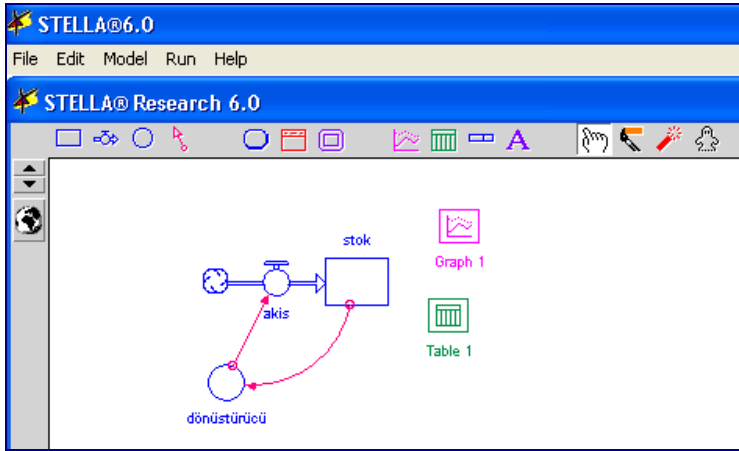 STELLA®6.0
File Edit Model Run Help
STELLA® Research 6.0
A
stok
Graph 1
akis
Table 1
dönüstürücü